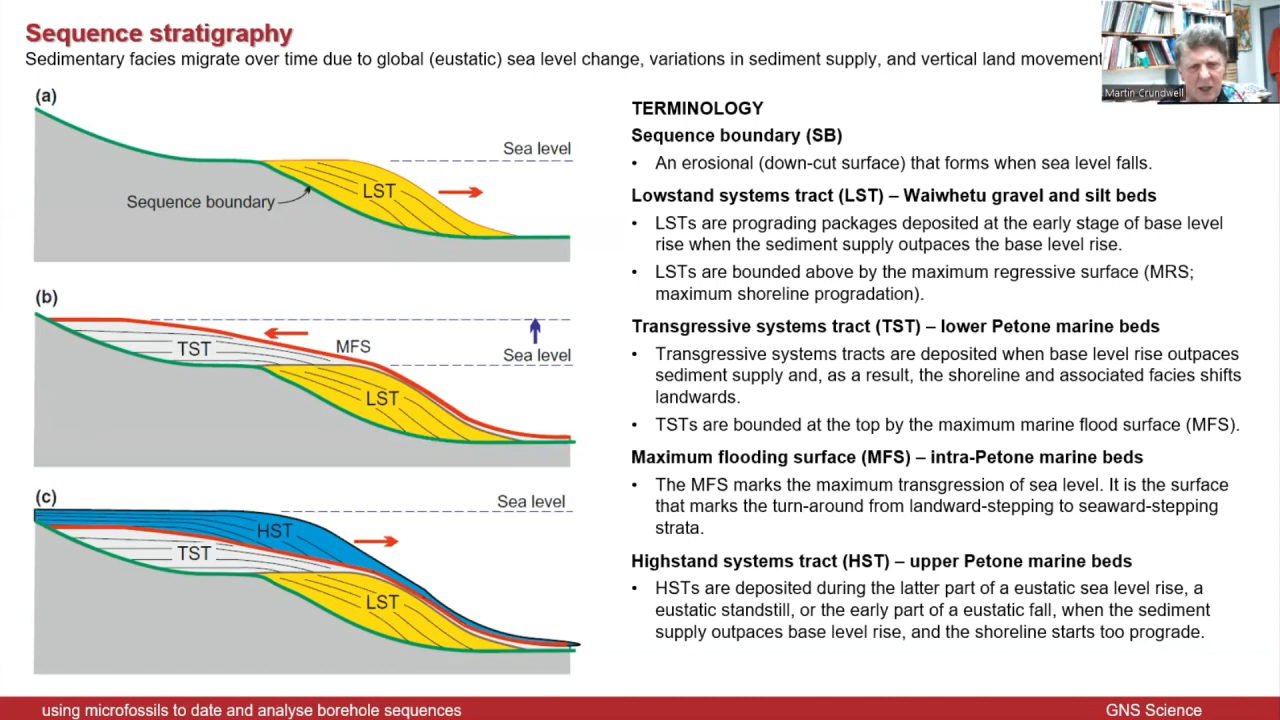 Sequence stratigraphy
Sedimentary facies migrate over time due to global (eustatic) sea level change, variations in sediment supply, and vertical land movement
Martin Crundwell
(a)
Sea level
LST
Sequence boundary
(b)
TST
MFS
Sea level
LST
(c)
Sea level
HST
TST
LST
TERMINOLOGY
Sequence boundary (SB)
• An erosional (down-cut surface) that forms when sea level falls.
Lowstand systems tract (LST) – Waiwhetu gravel and silt beds
• LSTs are prograding packages deposited at the early stage of base level
rise when the sediment supply outpaces the base level rise.
• LSTs are bounded above by the maximum regressive surface (MRS;
maximum shoreline progradation).
Transgressive systems tract (TST) – lower Petone marine beds
• Transgressive systems tracts are deposited when base level rise outpaces
sediment supply and, as a result, the shoreline and associated facies shifts
landwards.
• TSTs are bounded at the top by the maximum marine flood surface (MFS).
Maximum flooding surface (MFS) – intra-Petone marine beds
• The MFS marks the maximum transgression of sea level. It is the surface
that marks the turn-around from landward-stepping to seaward-stepping
strata.
Highstand systems tract (HST) – upper Petone marine beds
• HSTs are deposited during the latter part of a eustatic sea level rise, a
eustatic standstill, or the early part of a eustatic fall, when the sediment
supply outpaces base level rise, and the shoreline starts too prograde.
using microfossils to date and analyse borehole sequences
GNS Science